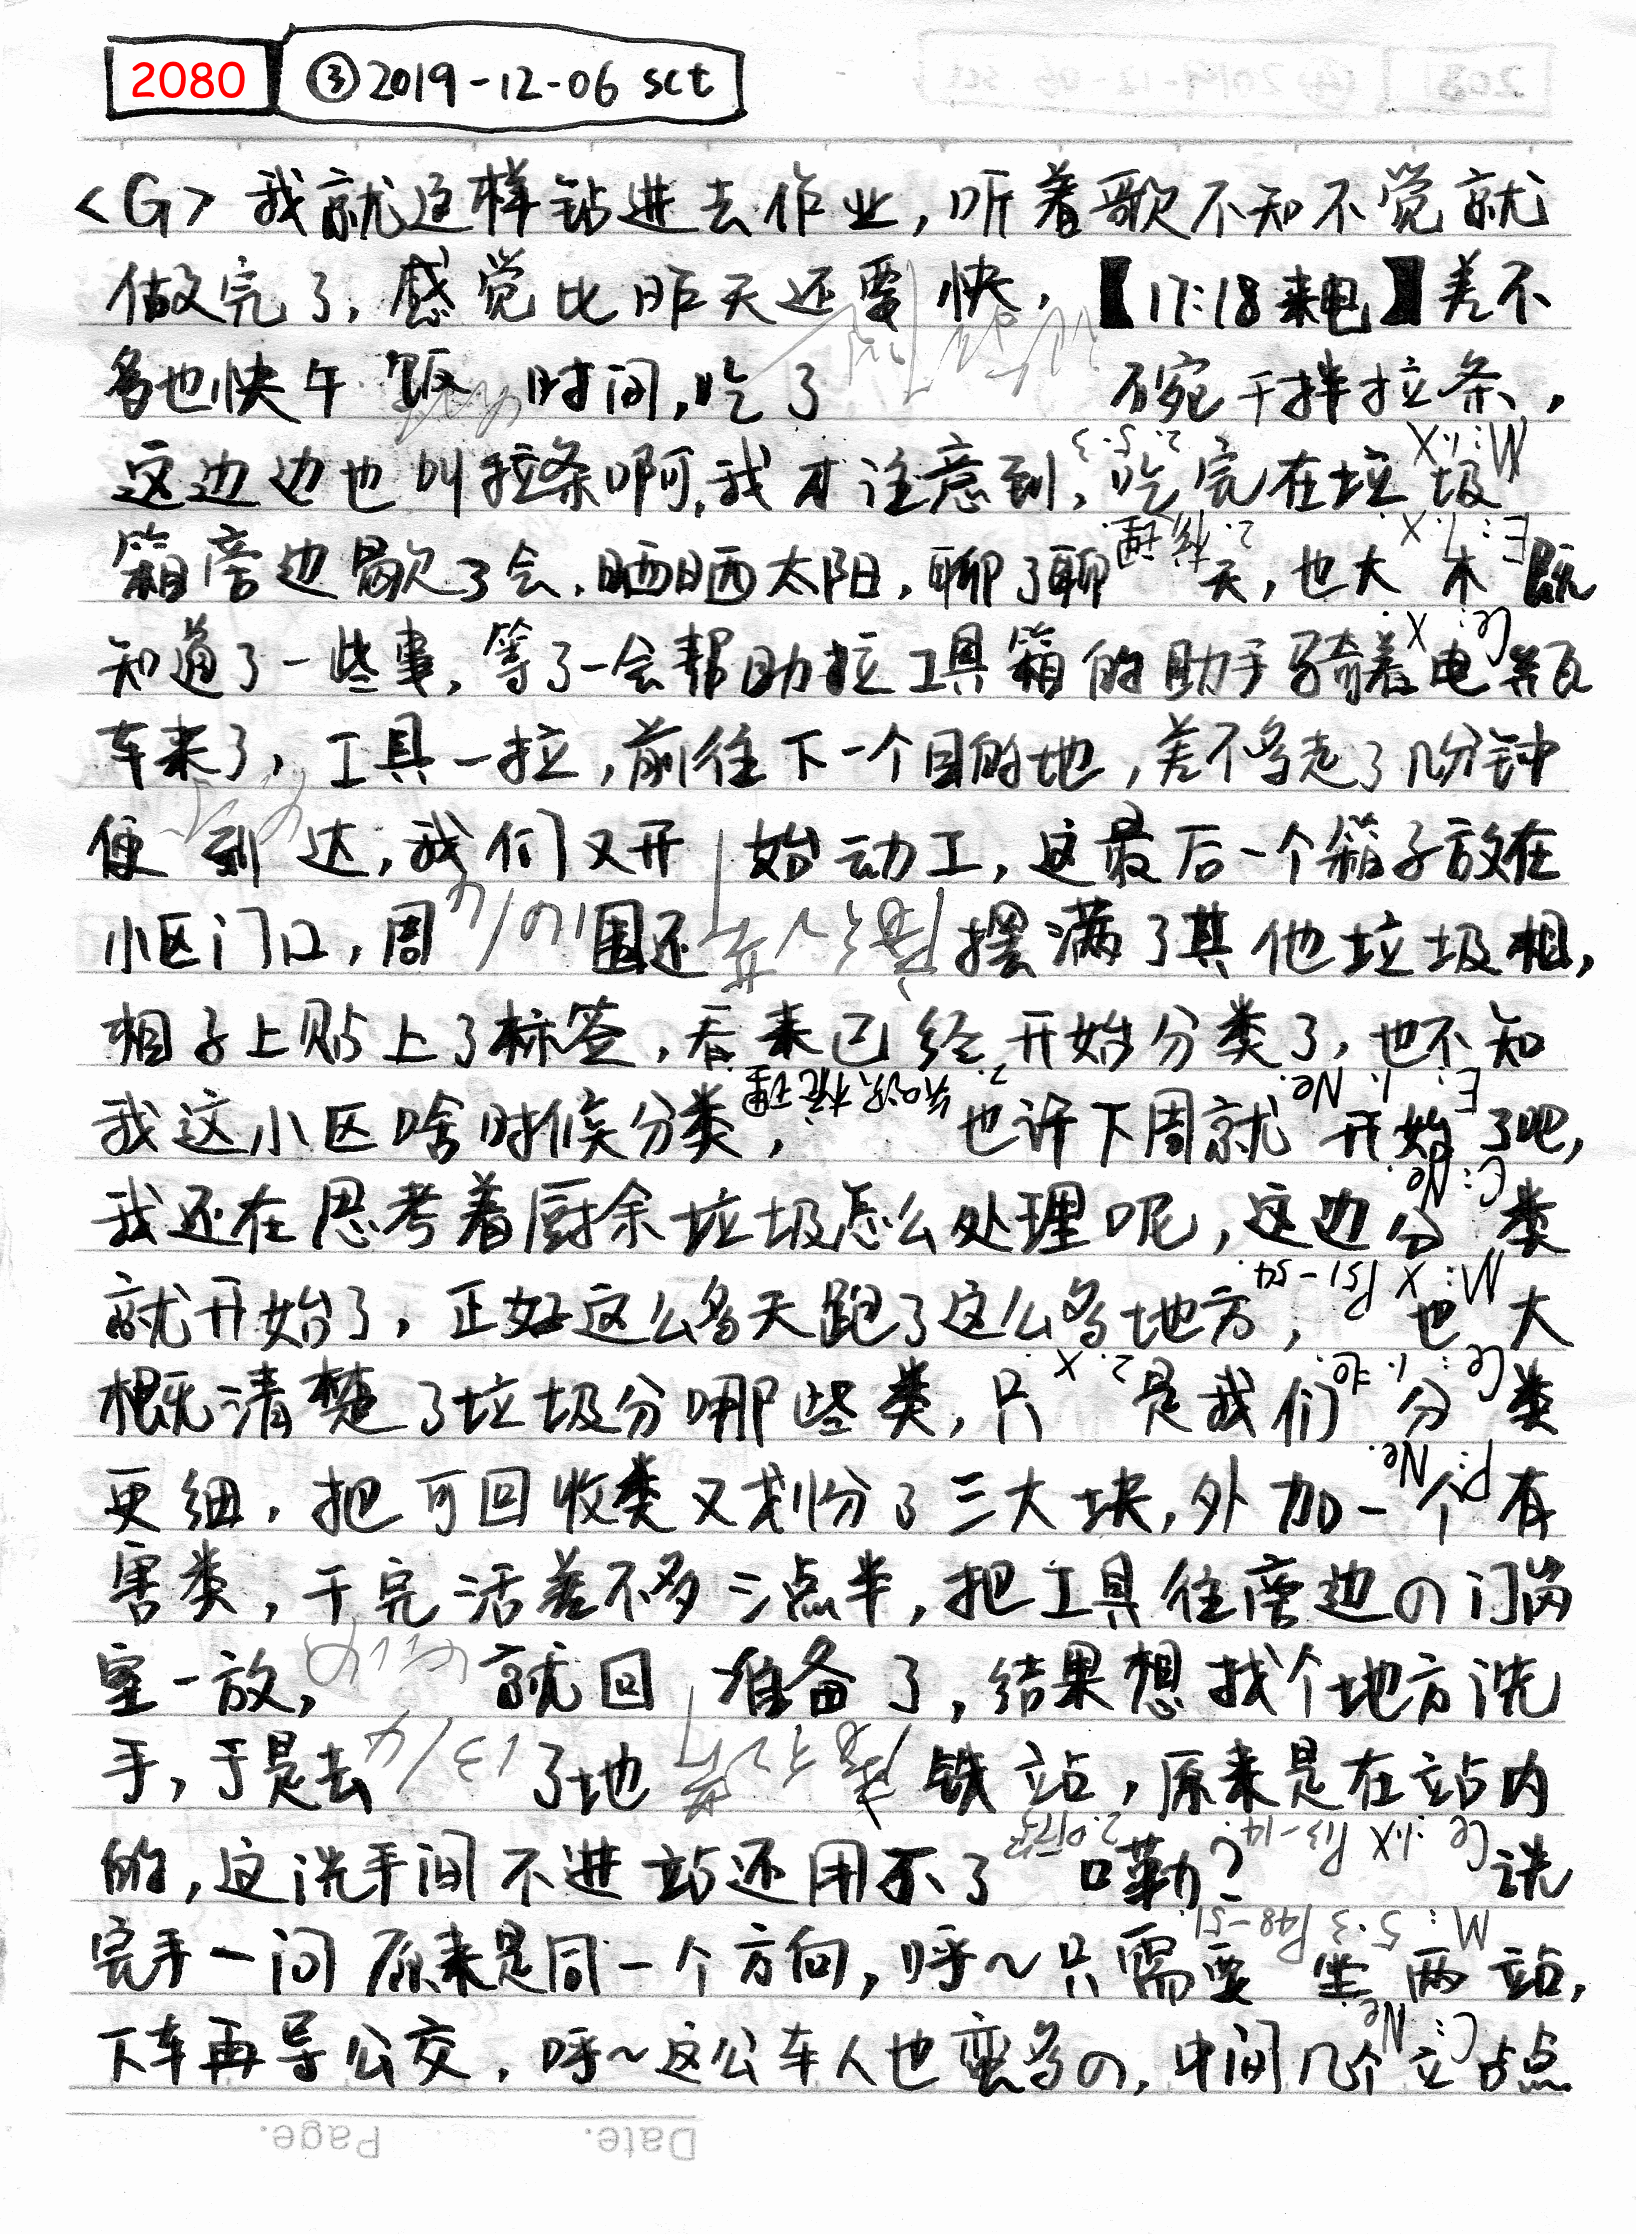 2080 ③2019-12-06 sct
<G> 我就这样钻进去作业，听着歌不知不觉就
做完了，感觉比昨天还要快，【17:18来电】差不
多也快午饭时间，吃了碗干拌拉条，
这边边也叫拉条啊，我才注意到，吃完在垃圾
箱旁边歇了会，晒晒太阳，聊了聊天，也大概
知道了一些事，等了一会帮助拉工具箱的助手骑着电瓶
车来了，工具一拉，前往下一个目的地，差不多走了几分钟
便到达，我们又开始动工，这最后一个箱子放在
小区门口，周围还摆满了其他垃圾相，
相子上贴上了标签，看来已经开始分类了，也不知
我这小区啥时候分类，也许下周就开始了吧，
我还在思考着厨余垃圾怎么处理呢，这边分类
就开始了，正好这么多天跑了这么多地方，也大
概清楚了垃圾分哪些类，只是我们分类
更细，把可回收类又划份了三大块，外加一个有
害类，干完活差不多三点半，把工具往旁边の门岗
室一放，就回准备了，结果想找个地方洗
手，于是去了地铁站，原来是在站内
的，这洗手间不进站还用不了口嘞？洗
完手一问原来是同一个方向，呼~只需要坐两站，
下车再导公交，呼~这公车人也蛮多の，中间几个站点
Date. Page.